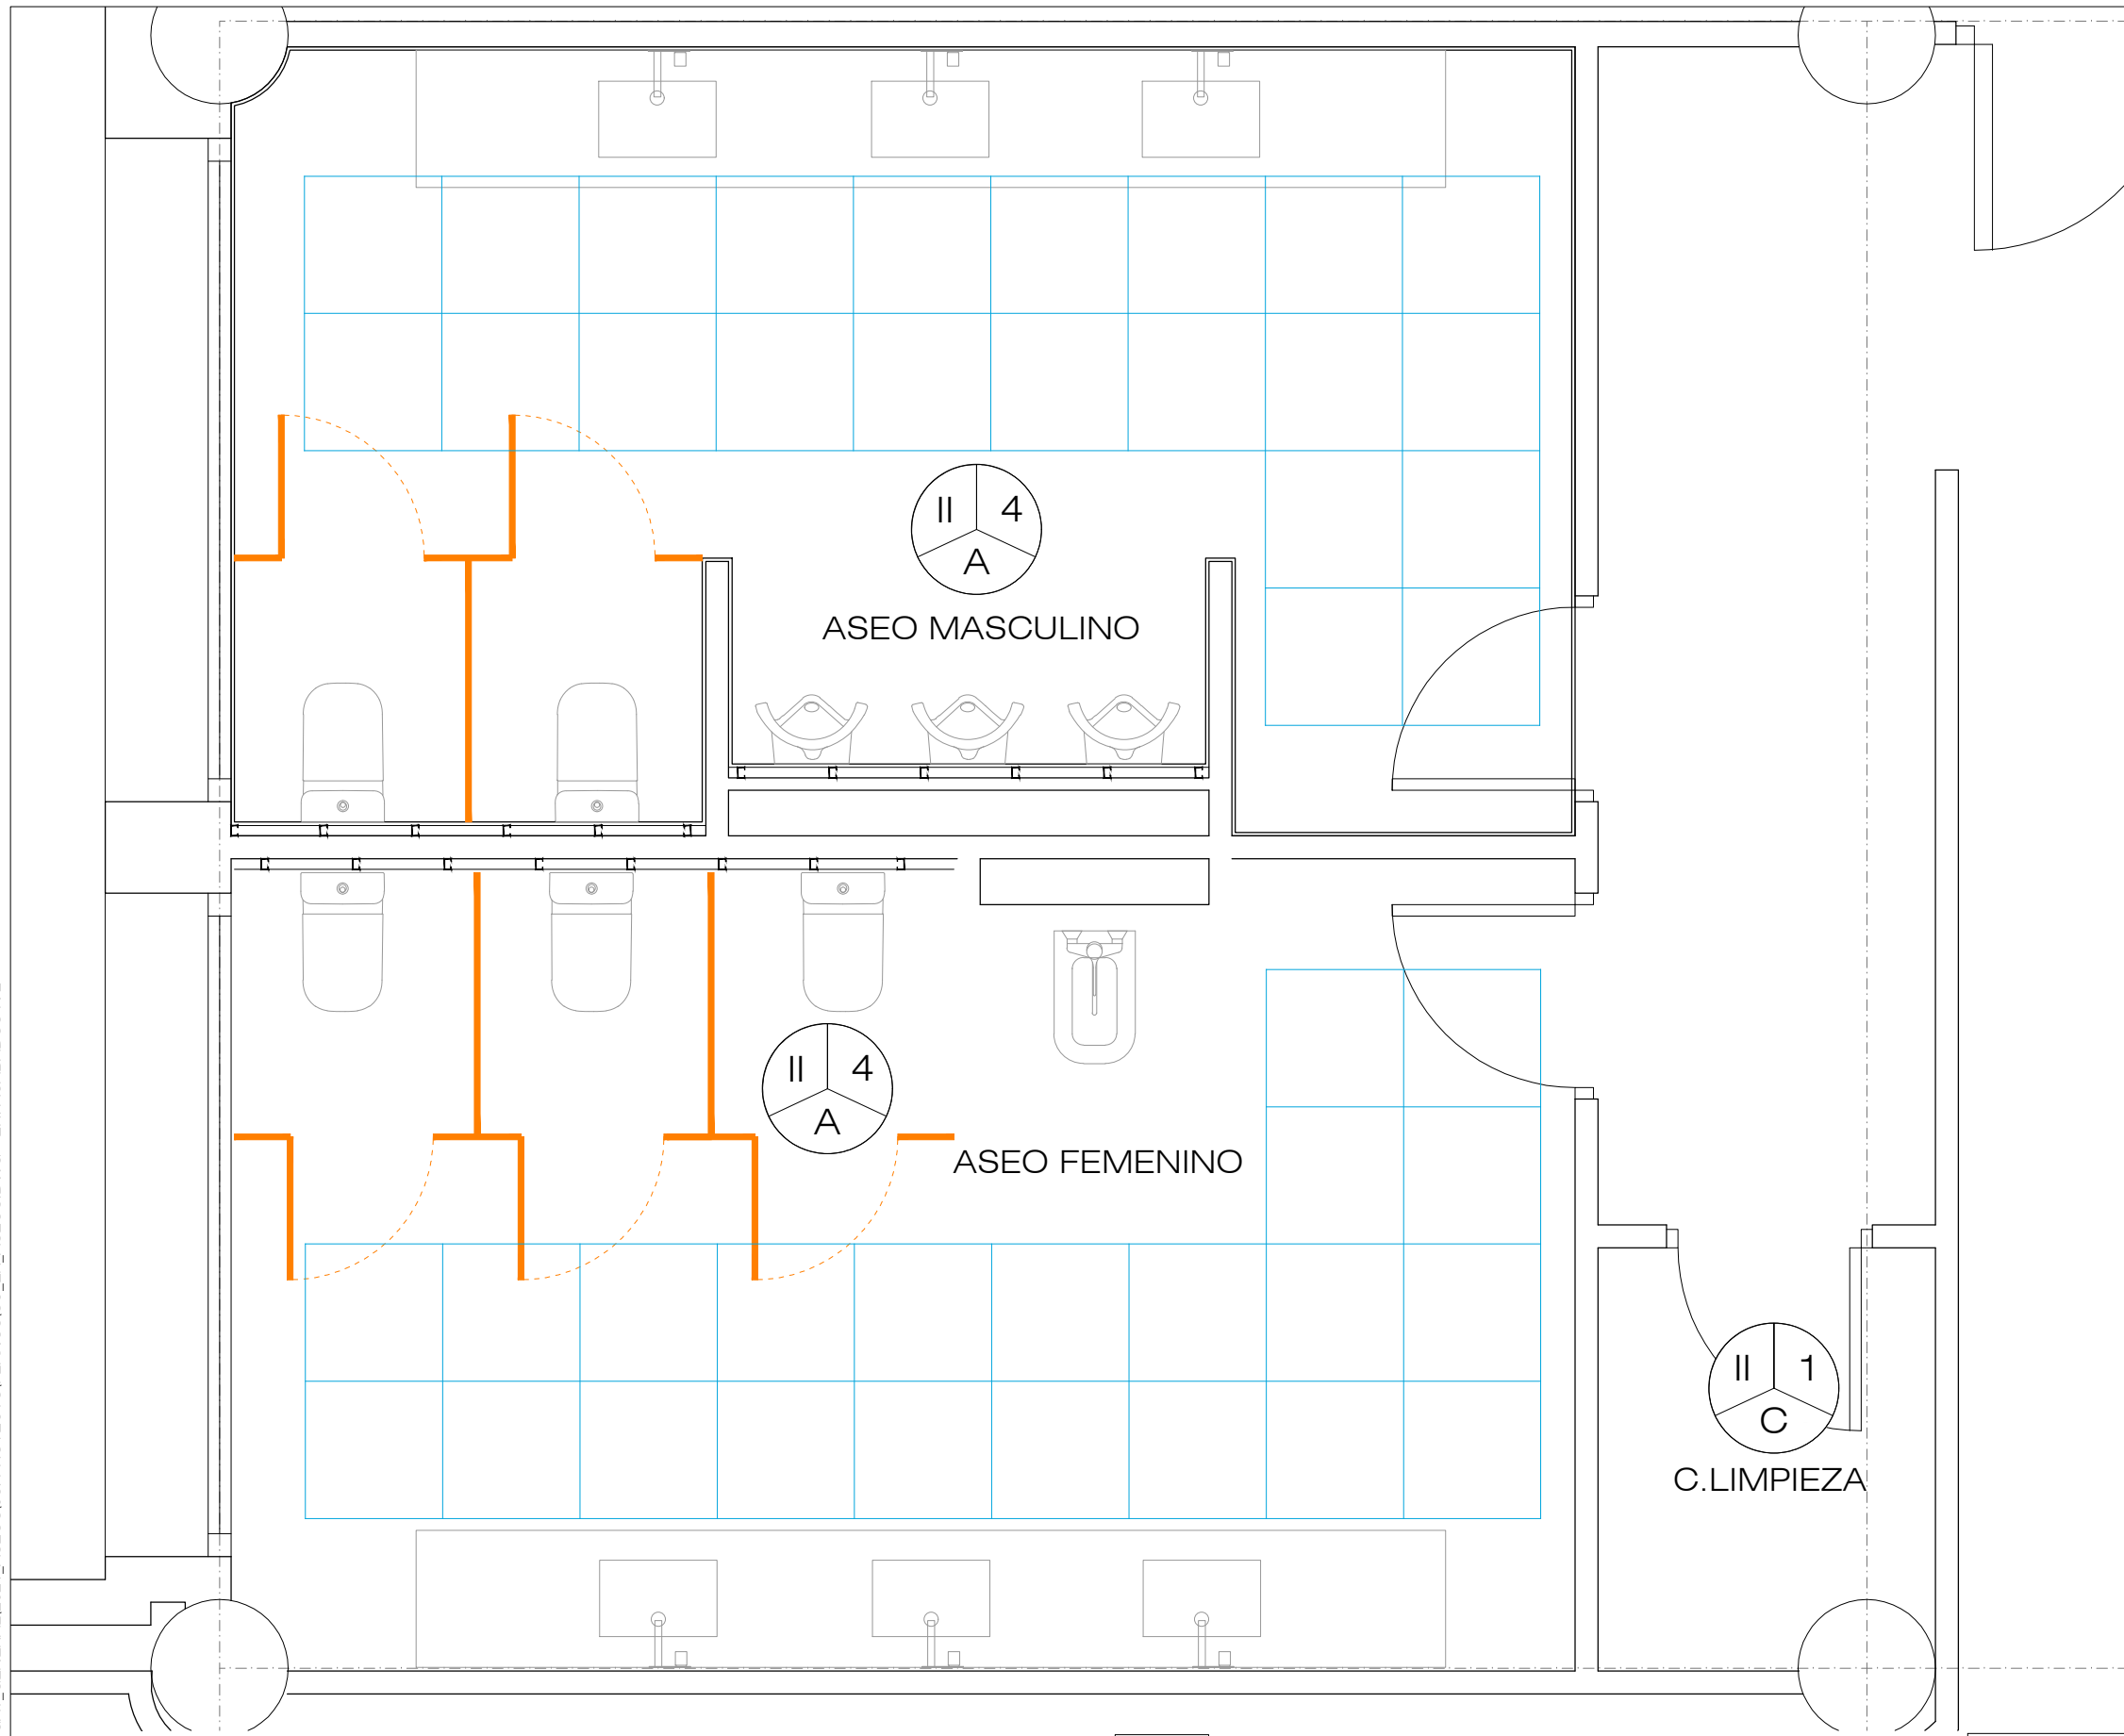 II 4
A
ASEO MASCULINO
II 4
A
ASEO FEMENINO
II 1
C
C.LIMPIEZA